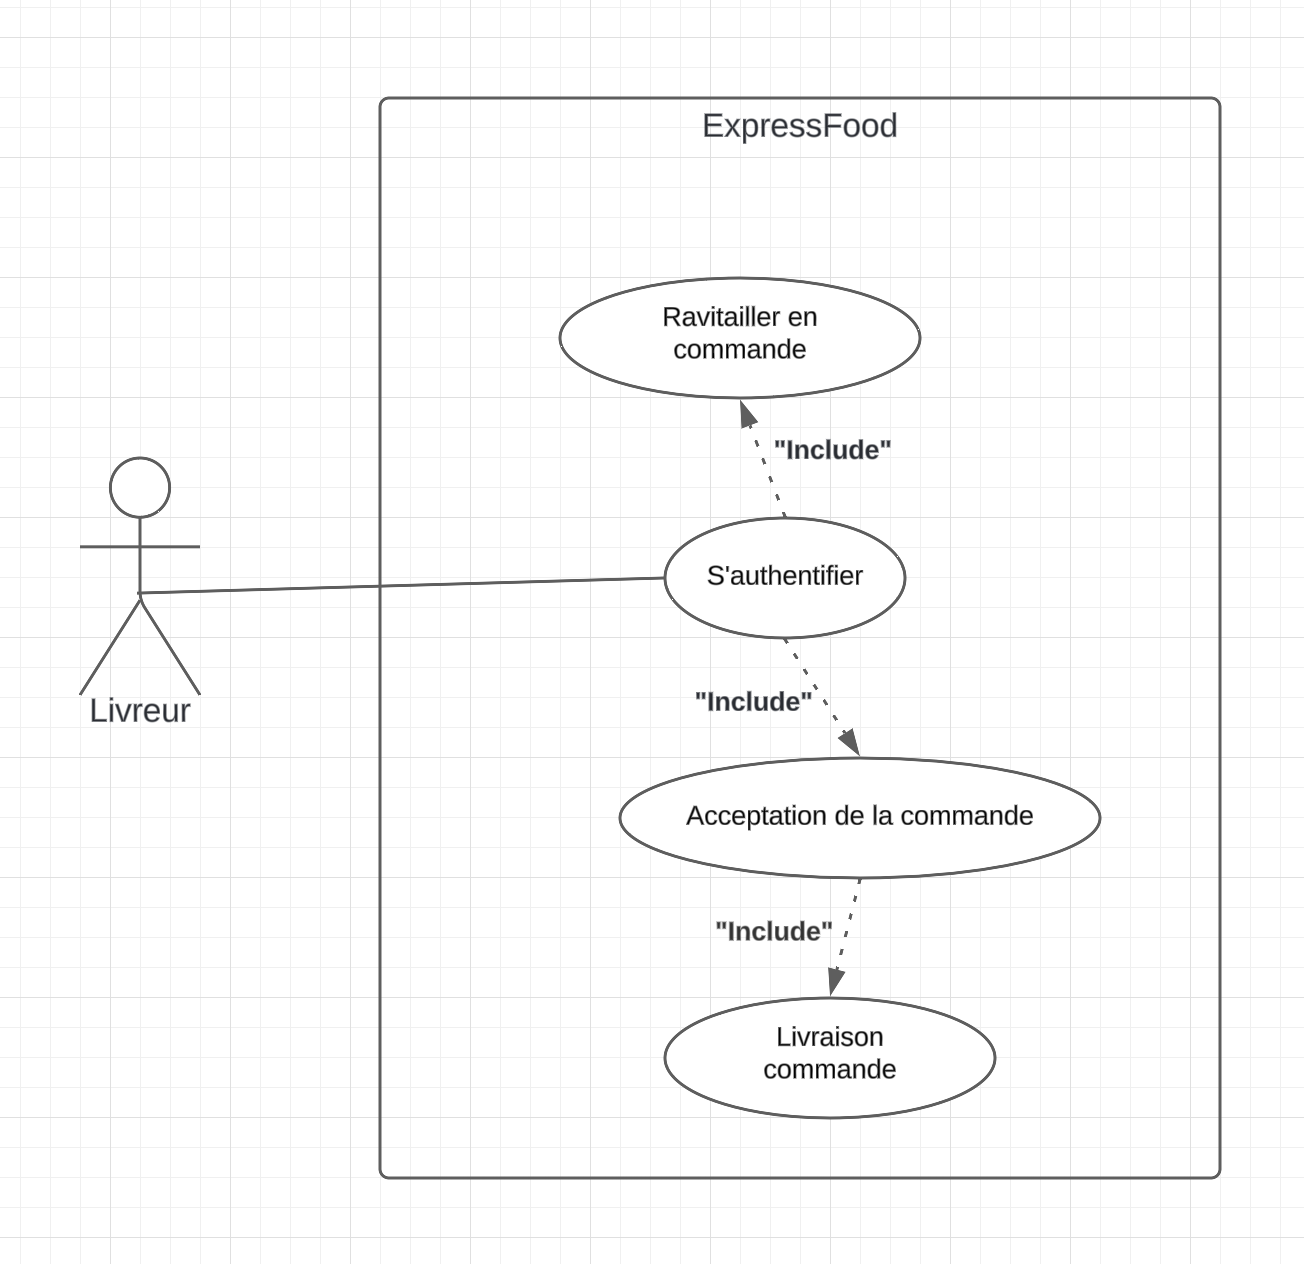 ExpressFood
Ravitailler en
commande
"Include"
S'authentifier
Livreur
"Include"
Acceptation de la commande
"Include"
Livraison
commande